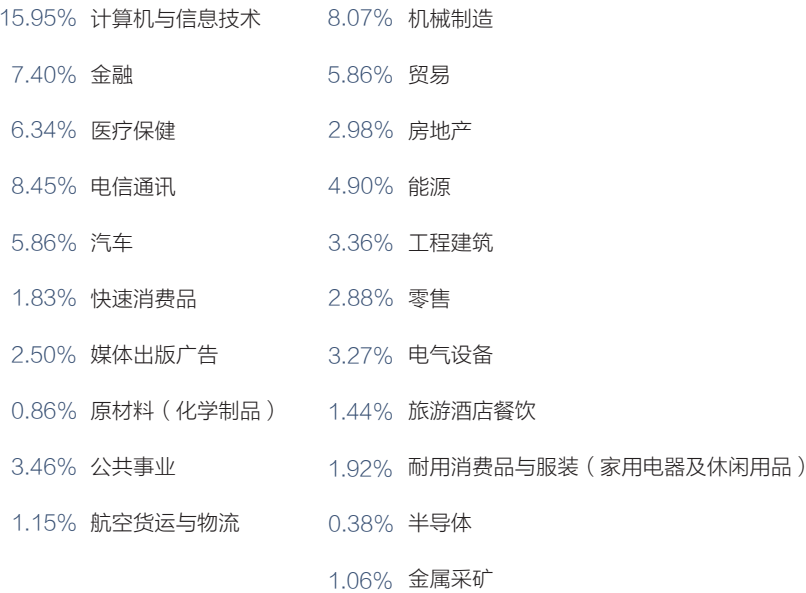 15.95% 计算机与信息技术
7.40% 金融
6.34% 医疗保健
8.45% 电信通讯
5.86% 汽车
1.83% 快速消费品
2.50% 媒体出版广告
0.86% 原材料（化学制品）
3.46% 公共事业
1.15% 航空货运与物流
8.07% 机械制造
5.86% 贸易
2.98% 房地产
4.90% 能源
3.36% 工程建筑
2.88% 零售
3.27% 电气设备
1.44% 旅游酒店餐饮
1.92% 耐用消费品与服装（家用电器及休闲用品）
0.38% 半导体
1.06% 金属采矿